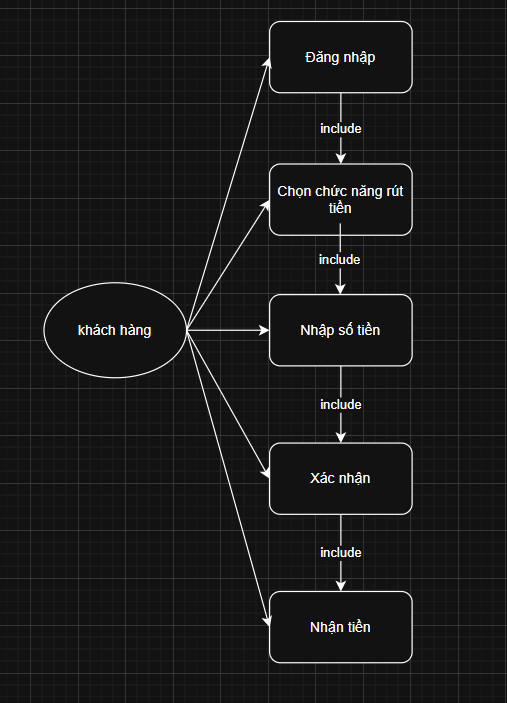 Đăng nhập
include
Chọn chức năng rút
tiền
include
khách hàng
Nhập số tiền
include
Xác nhận
include
Nhận tiền